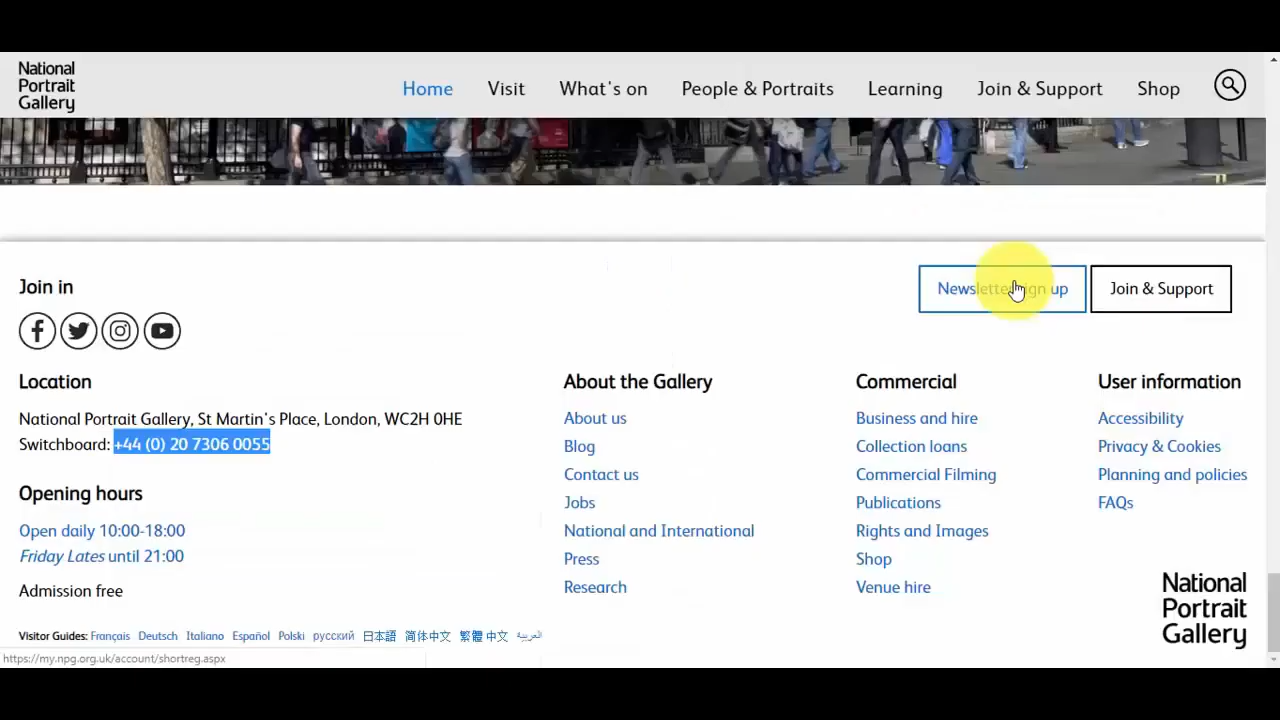 National
Portrait
Gallery
Home Visit What's on People & Portraits Learning Join & Support Shop
Join in
Newsletter sign up Join & Support
Location
National Portrait Gallery, St Martin's Place, London, WC2H 0HE
Switchboard: +44 (0) 20 7306 0055
Opening hours
Open daily 10:00-18:00
Friday Lates until 21:00
Admission free
About the Gallery
About us
Blog
Contact us
Jobs
National and International
Press
Research
Commercial
Business and hire
Collection loans
Commercial Filming
Publications
Rights and Images
Shop
Venue hire
User information
Accessibility
Privacy & Cookies
Planning and policies
FAQs
National
Portrait
Gallery
Visitor Guides: Français Deutsch Italiano Español Polski русский 日本語 简体中文 繁體中文 العربية
https://my.npg.org.uk/account/shortreg.aspx